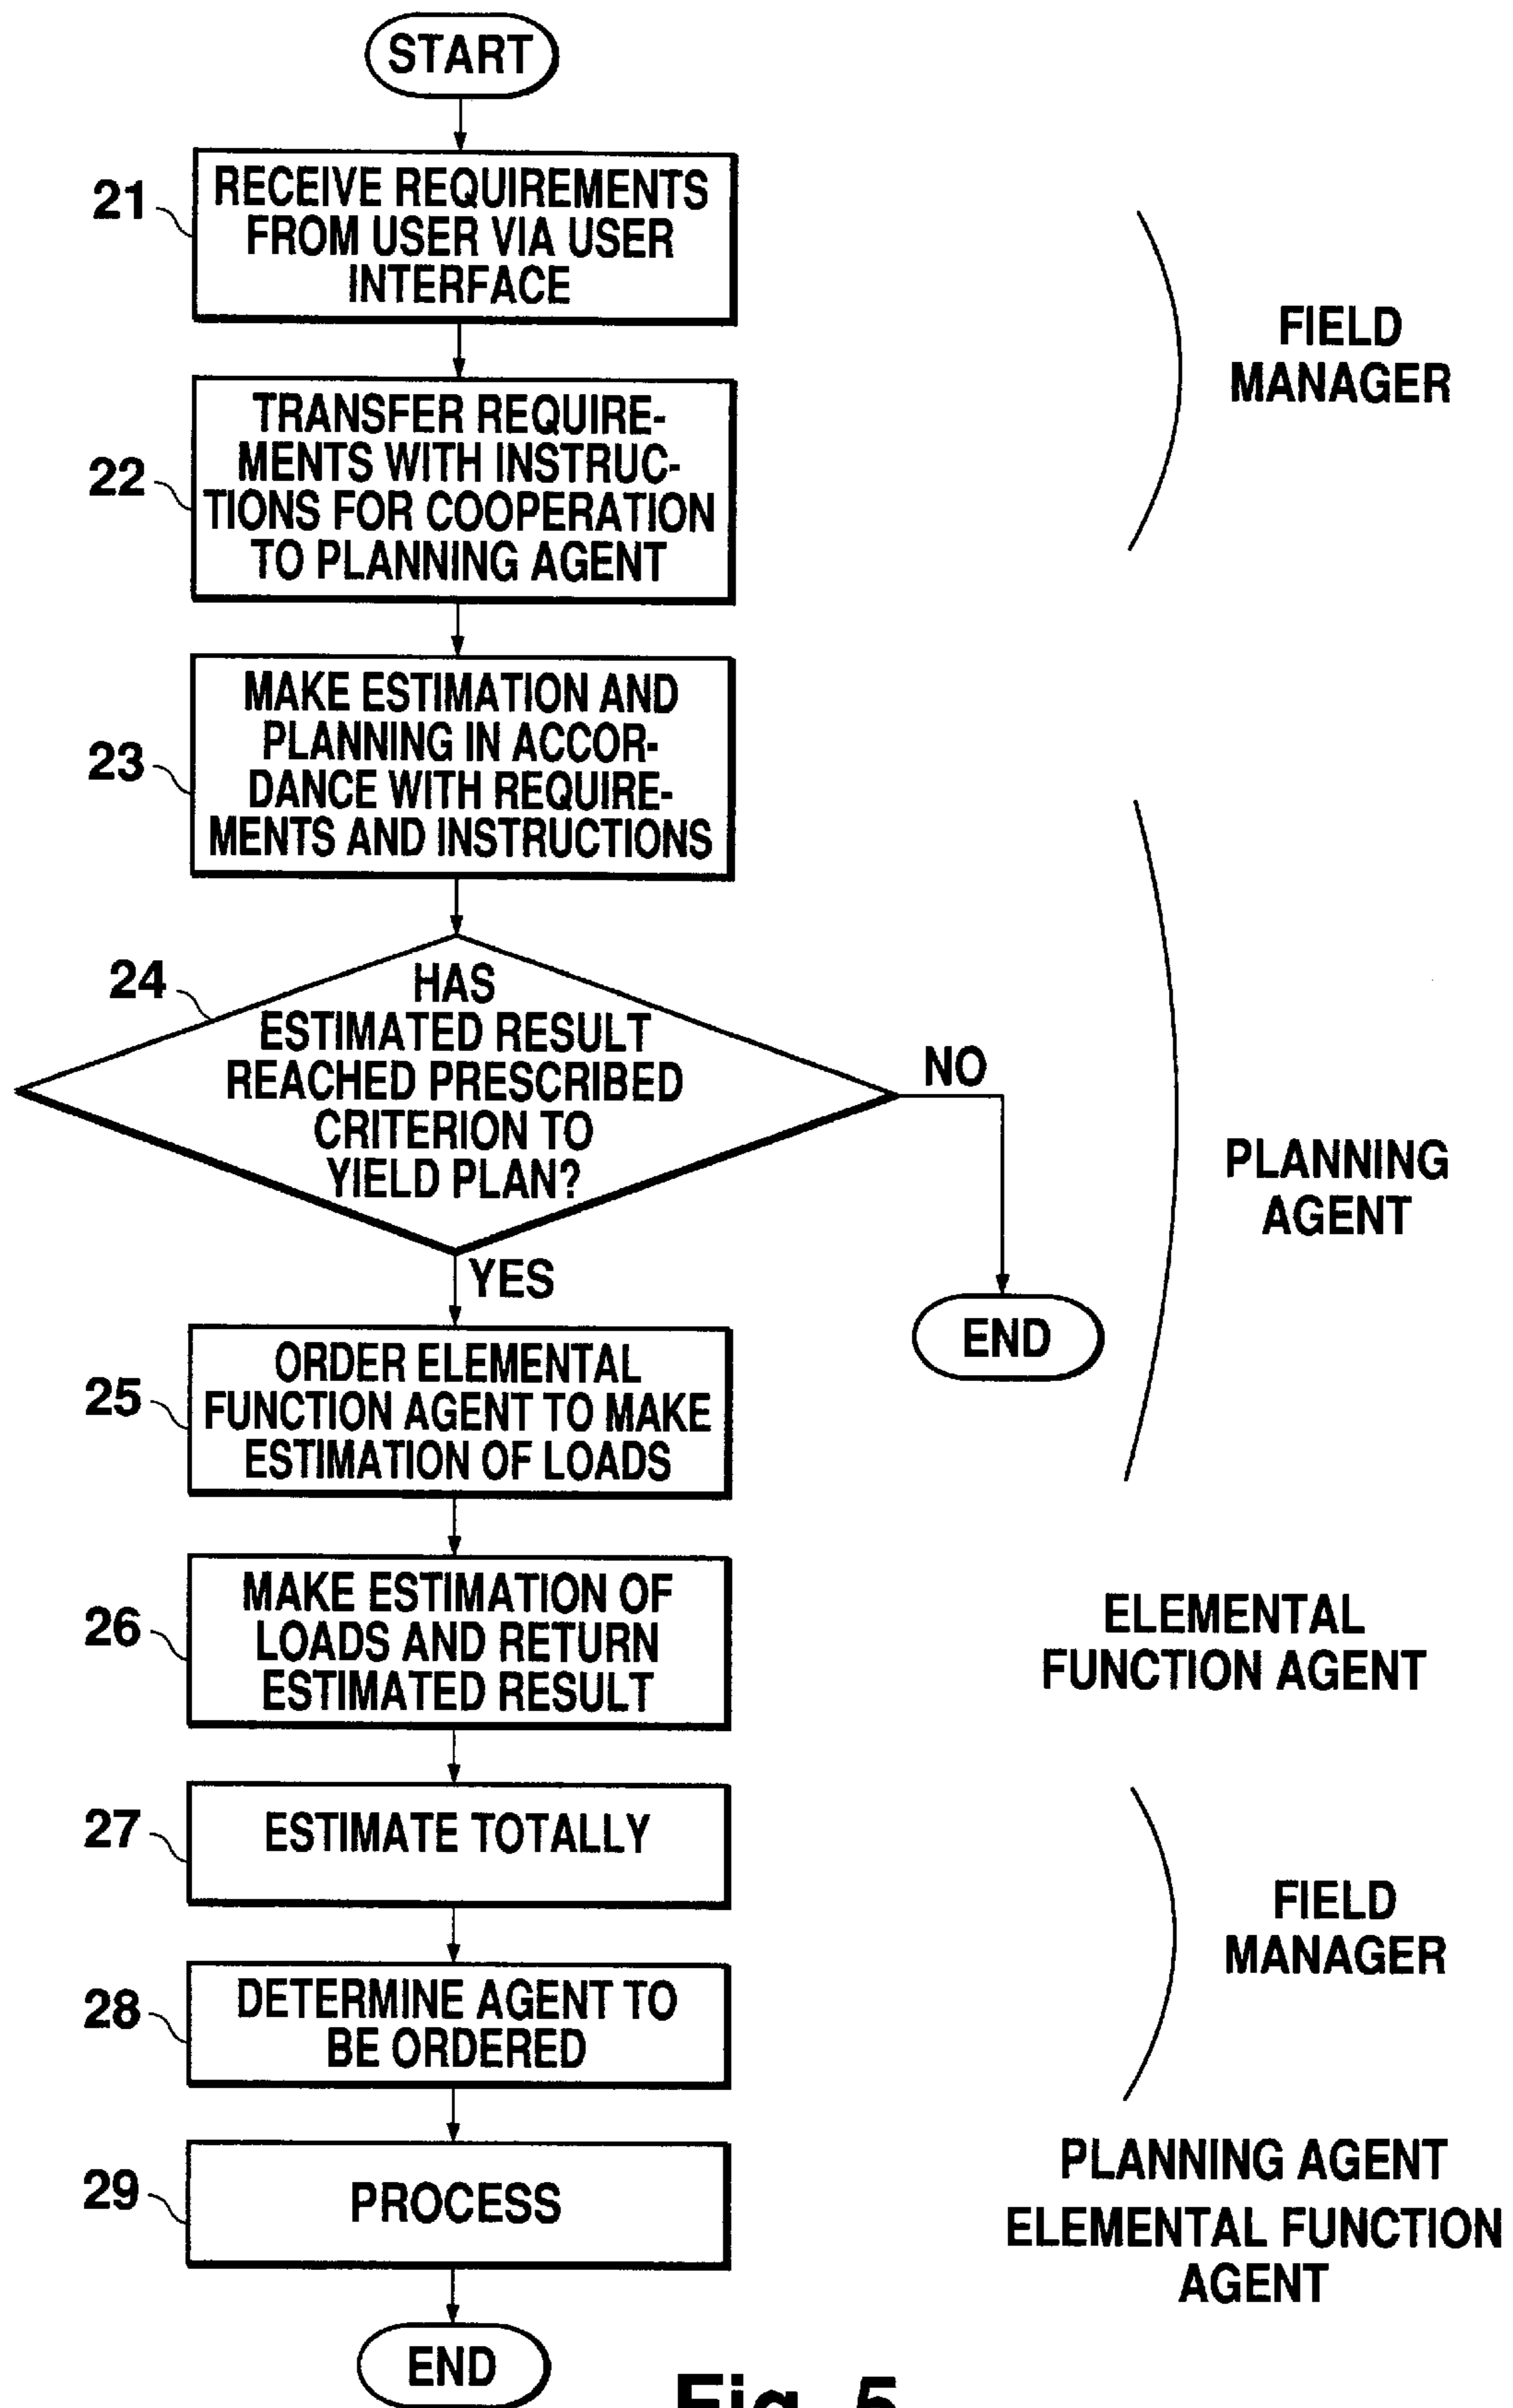 START
21
RECEIVE REQUIREMENTS
FROM USER VIA USER
INTERFACE
FIELD
MANAGER
22
TRANSFER REQUIRE-
MENTS WITH INSTRUC-
TIONS FOR COOPERATION
TO PLANNING AGENT
23
MAKE ESTIMATION AND
PLANNING IN ACCOR-
DANCE WITH REQUIRE-
MENTS AND INSTRUCTIONS
24
HAS
ESTIMATED RESULT
REACHED PRESCRIBED
CRITERION TO
YIELD PLAN?
NO
PLANNING
AGENT
YES
END
25
ORDER ELEMENTAL
FUNCTION AGENT TO MAKE
ESTIMATION OF LOADS
26
MAKE ESTIMATION OF
LOADS AND RETURN
ESTIMATED RESULT
ELEMENTAL
FUNCTION AGENT
27
ESTIMATE TOTALLY
FIELD
MANAGER
28
DETERMINE AGENT TO
BE ORDERED
29
PROCESS
PLANNING AGENT
ELEMENTAL FUNCTION
AGENT
END
Fig. 5